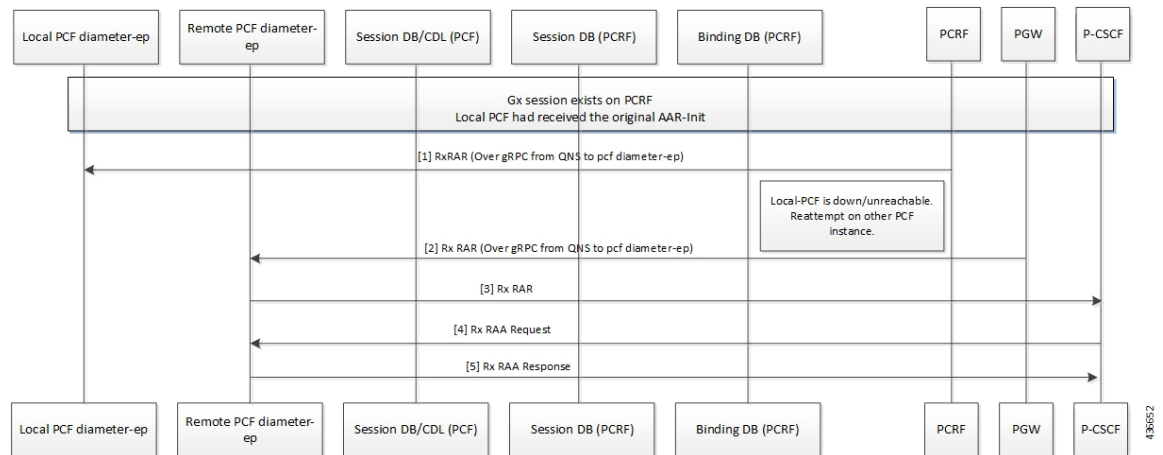 Local PCF diameter-ep
Remote PCF diameter-
ep
Session DB/CDL (PCF)
Session DB (PCRF)
Binding DB (PCRF)
PCRF
PGW
P-CSCF
Gx session exists on PCRF
Local PCF had received the original AAR-Init
[1] RxRAR (Over gRPC from QNS to pcf diameter-ep)
Local-PCF is down/unreachable.
Reattempt on other PCF
instance.
[2] Rx RAR (Over gRPC from QNS to pcf diameter-ep)
[3] Rx RAR
[4] Rx RAA Request
[5] Rx RAA Response
Local PCF diameter-ep
Remote PCF diameter-
ep
Session DB/CDL (PCF)
Session DB (PCRF)
Binding DB (PCRF)
PCRF
PGW
P-CSCF
436652